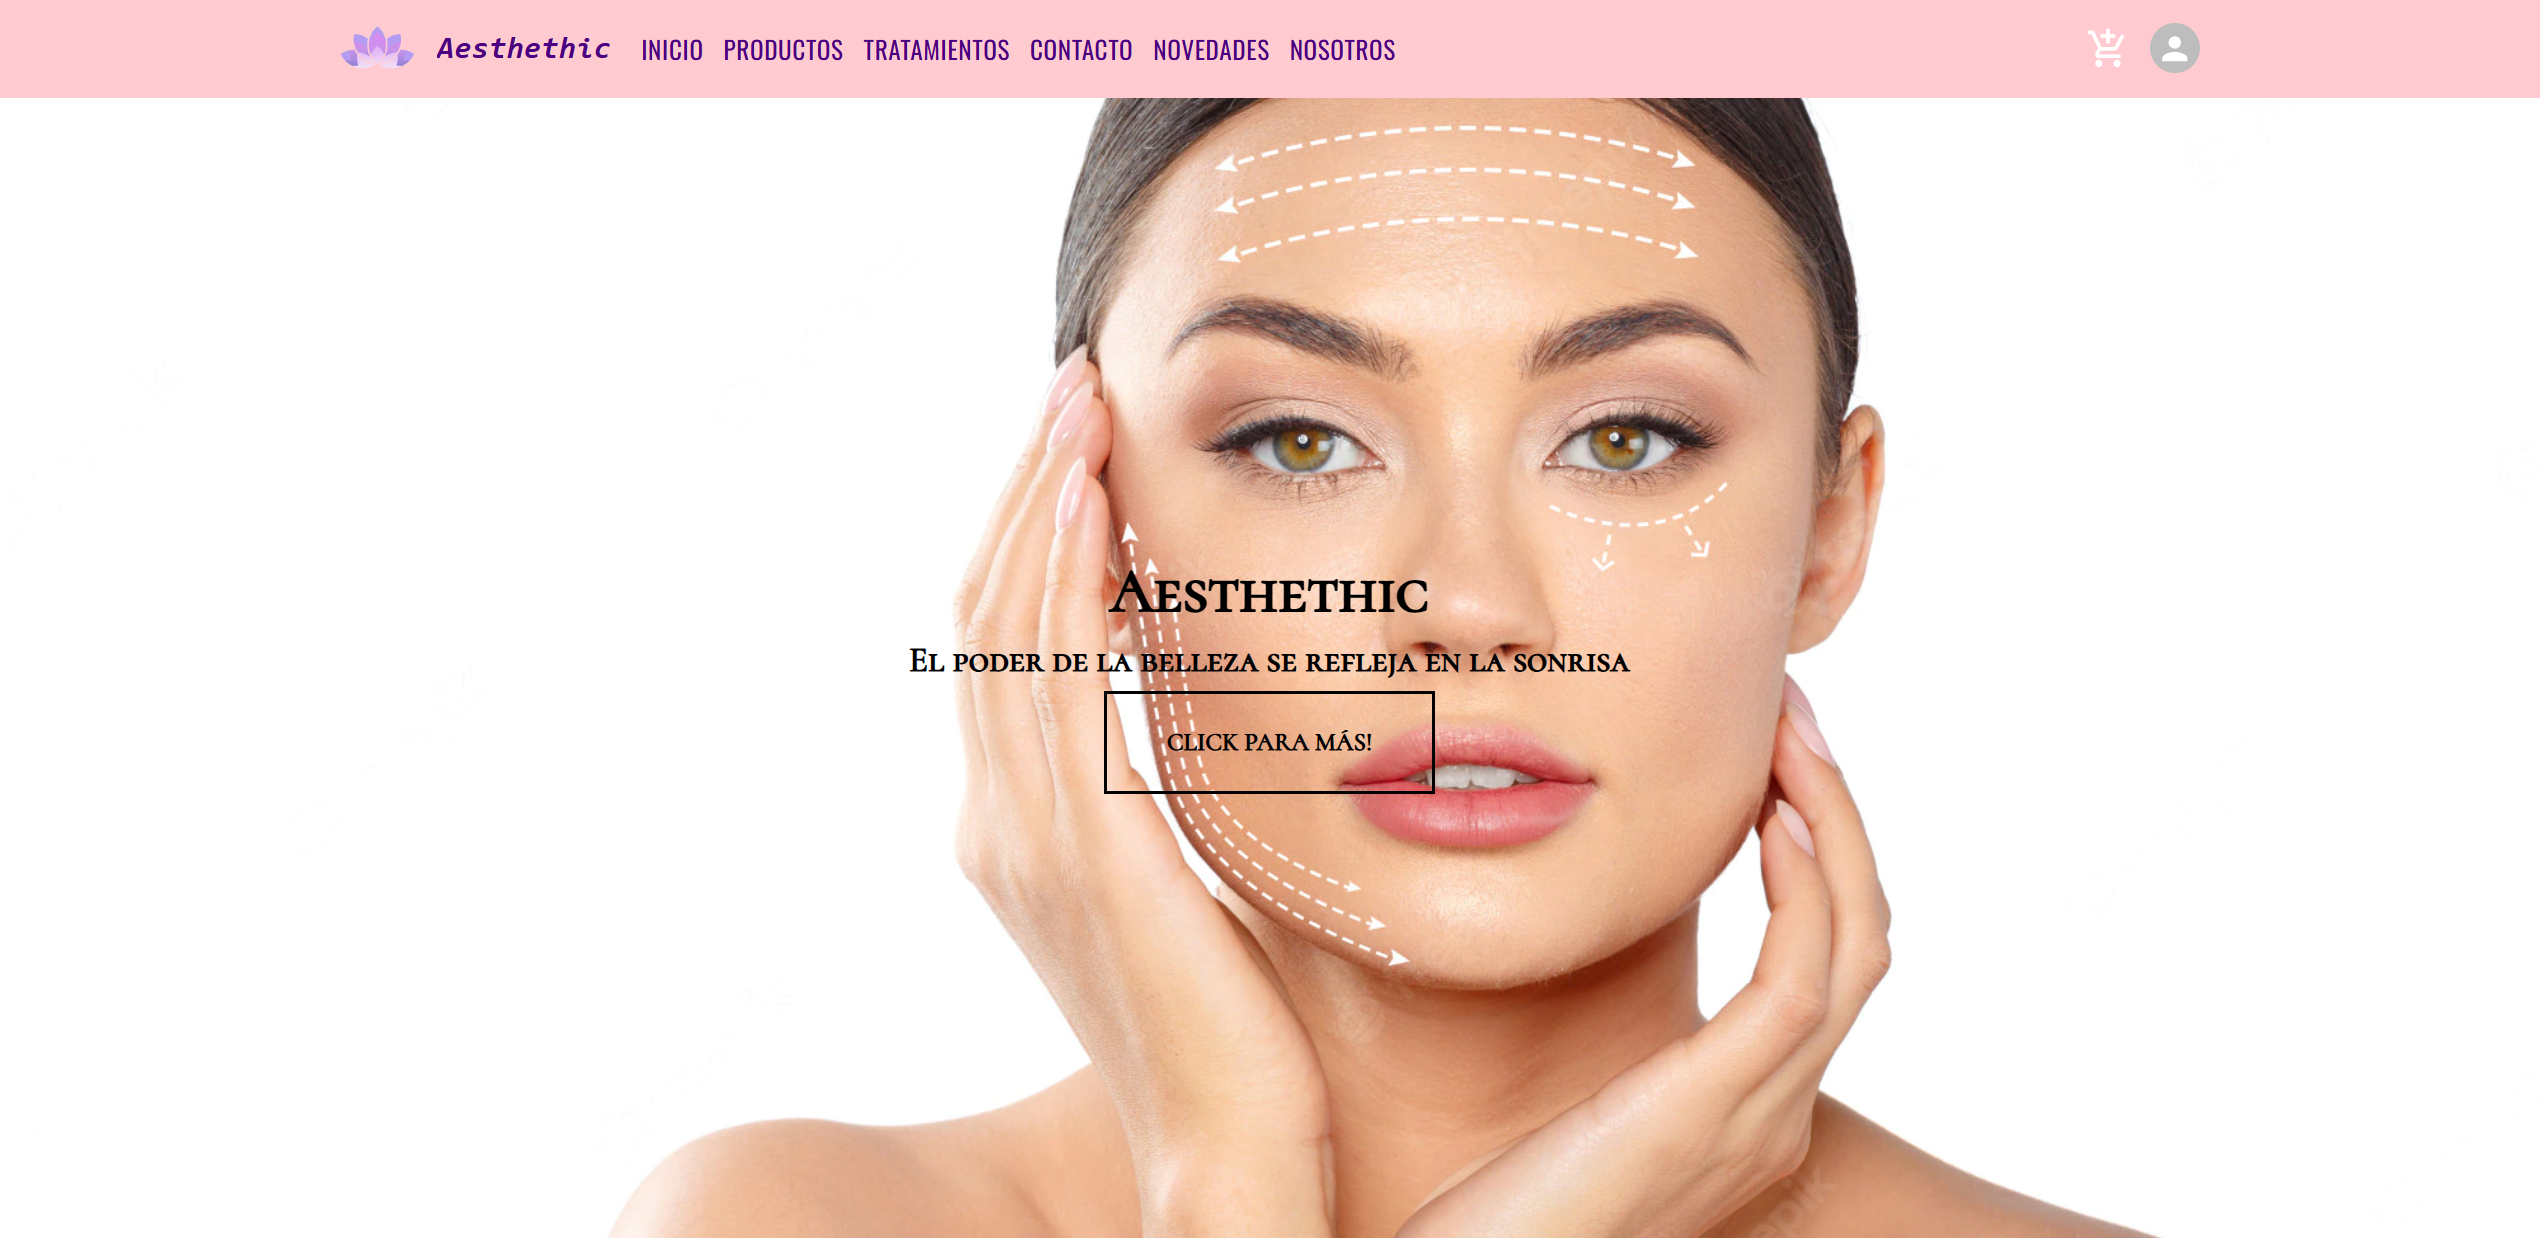 Aesthethic
INICIO PRODUCTOS TRATAMIENTOS CONTACTO NOVEDADES NOSOTROS
Aesthethic
El poder de la belleza se refleja en la sonrisa
CLICK PARA MÁS!